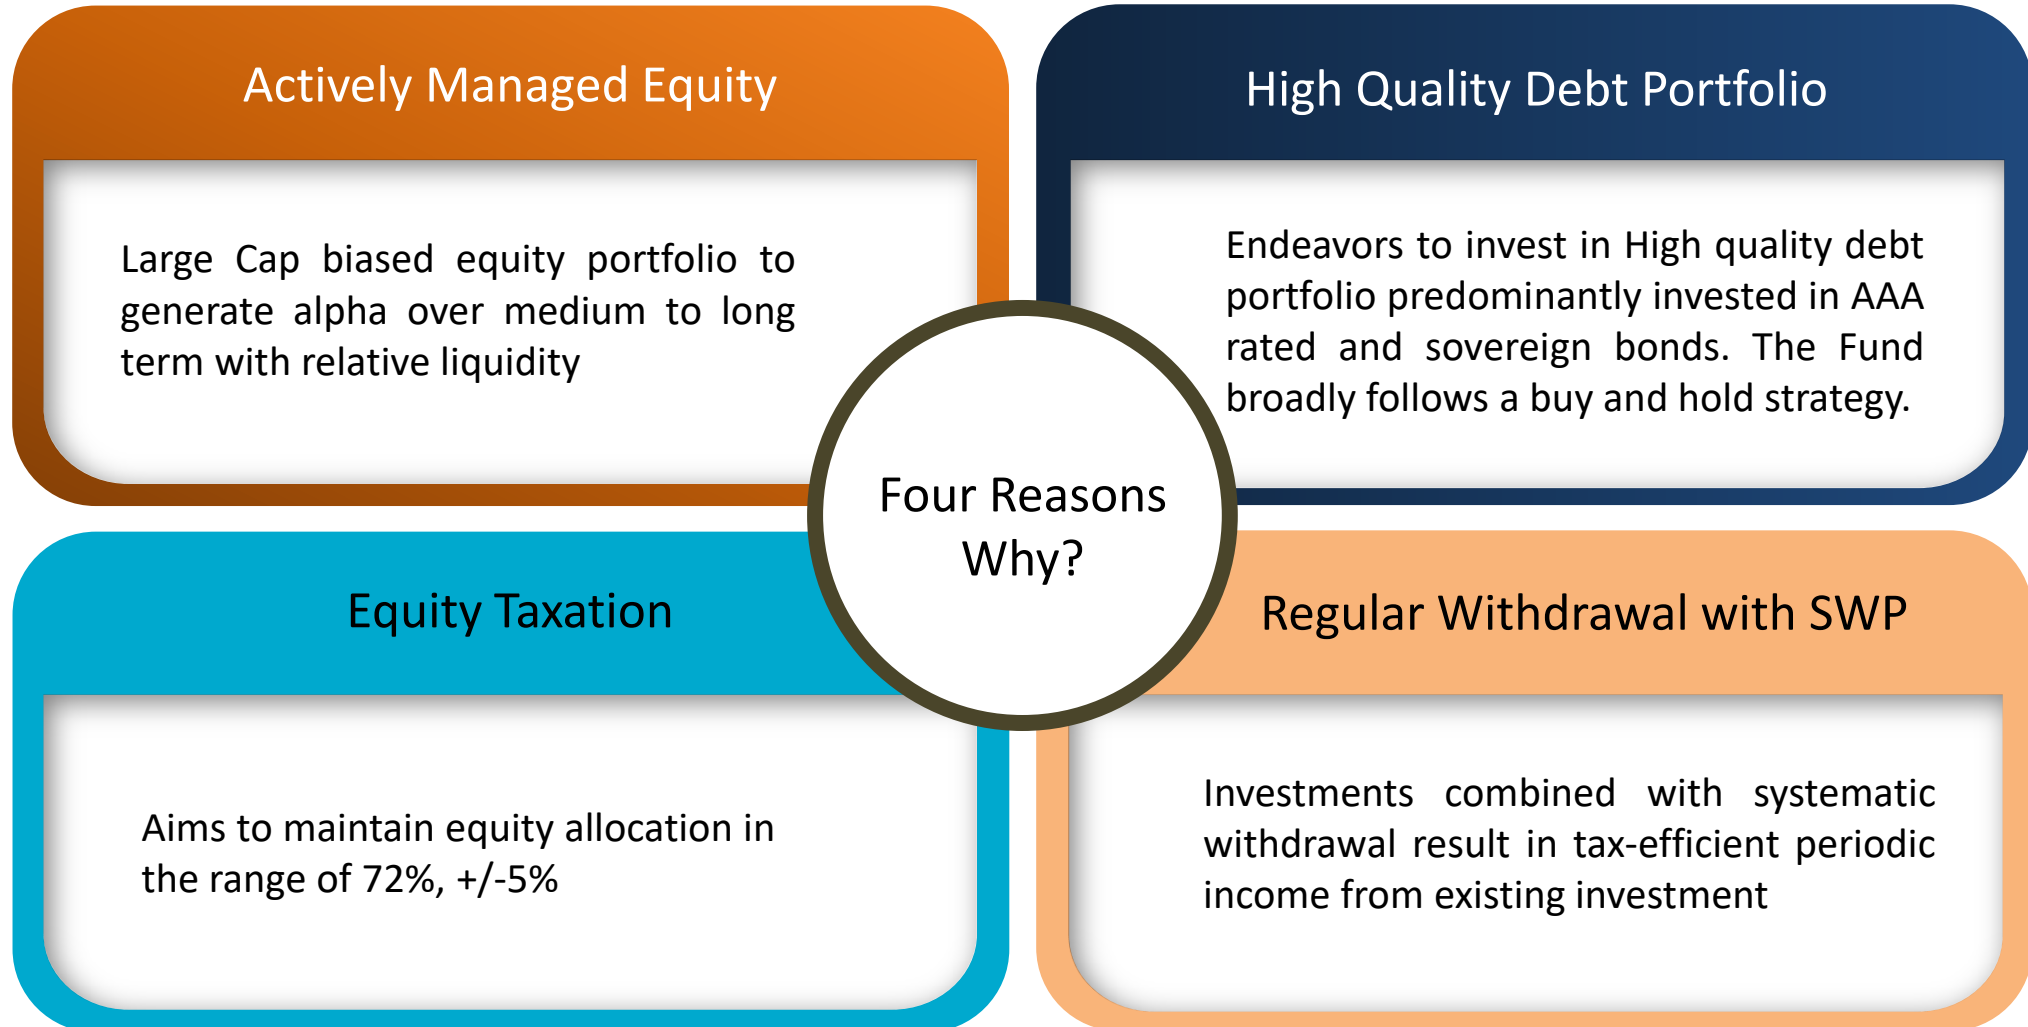 Actively Managed Equity
Large Cap biased equity portfolio to
generate alpha over medium to long
term with relative liquidity
High Quality Debt Portfolio
Endeavors to invest in High quality debt
portfolio predominantly invested in AAA
rated and sovereign bonds. The Fund
broadly follows a buy and hold strategy.
Four Reasons
Why?
Equity Taxation
Aims to maintain equity allocation in
the range of 72%, +/-5%
Regular Withdrawal with SWP
Investments combined with systematic
withdrawal result in tax-efficient periodic
income from existing investment